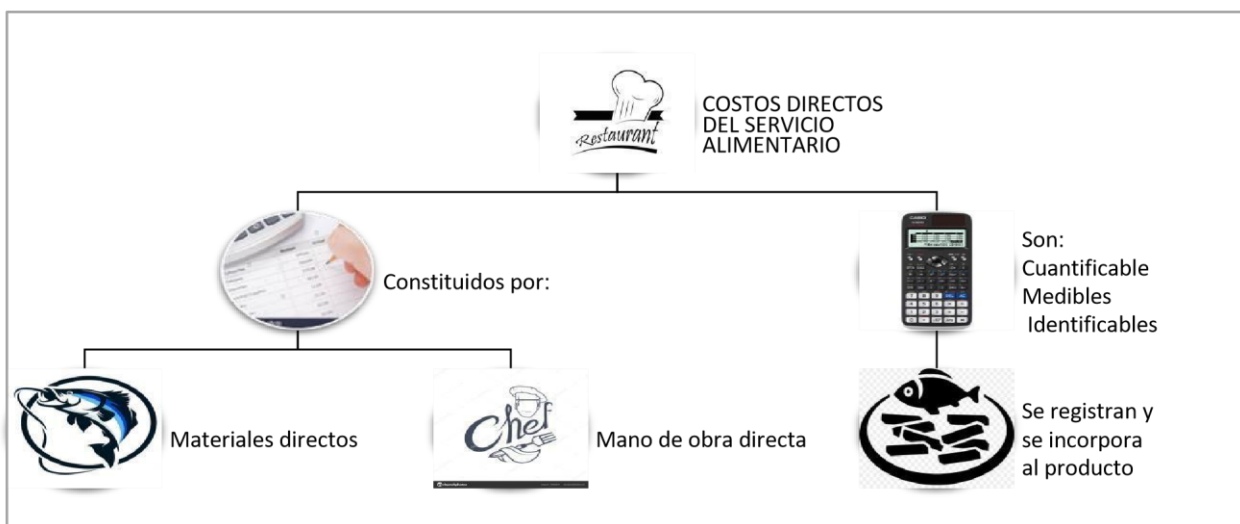 Restaurant
COSTOS DIRECTOS
DEL SERVICIO
ALIMENTARIO
Constituidos por:
Son:
Cuantificable
Medibles
Identificables
Materiales directos
Chef
Mano de obra directa
Se registran y
se incorpora
al producto